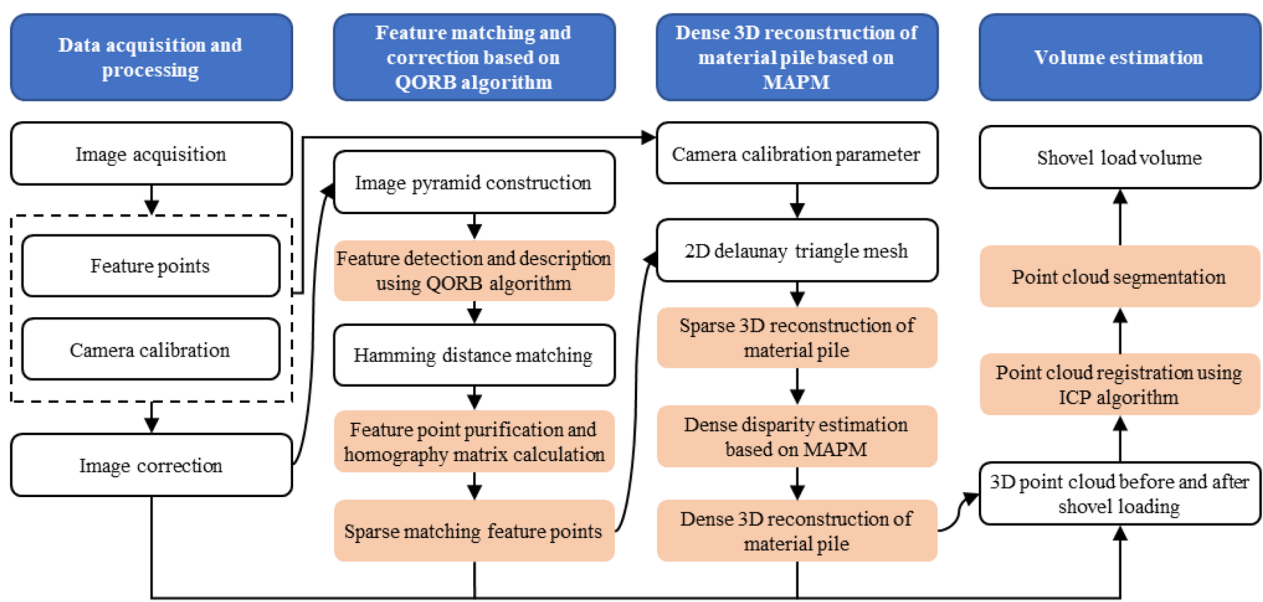 Data acquisition and
processing
Image acquisition
Feature points
Camera calibration
Image correction
Feature matching and
correction based on
QORB algorithm
Image pyramid construction
Feature detection and description
using QORB algorithm
Hamming distance matching
Feature point purification and
homography matrix calculation
Sparse matching feature points
Dense 3D reconstruction of
material pile based on
MAPM
Camera calibration parameter
2D delaunay triangle mesh
Sparse 3D reconstruction of
material pile
Dense disparity estimation
based on MAPM
Dense 3D reconstruction of
material pile
Volume estimation
Shovel load volume
Point cloud segmentation
Point cloud registration using
ICP algorithm
3D point cloud before and after
shovel loading